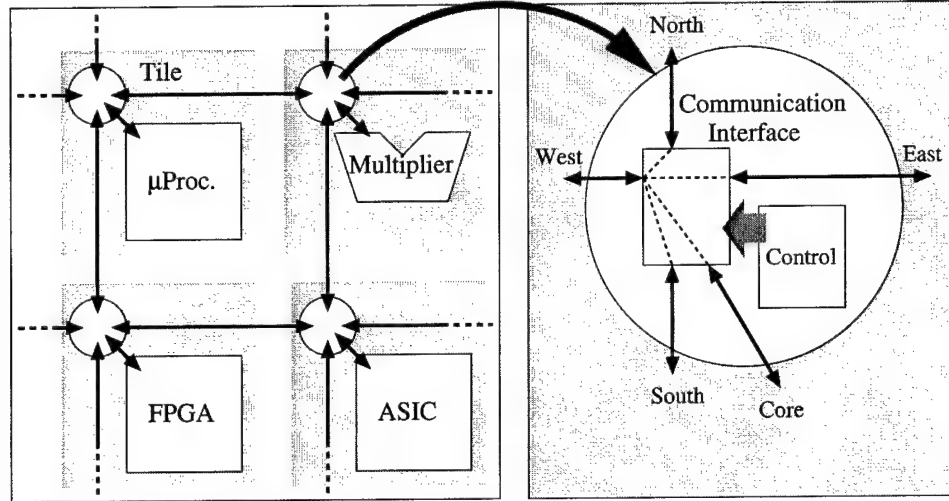 Tile
μProc.
Multiplier
FPGA
ASIC
North
Communication
Interface
West
East
Control
South
Core